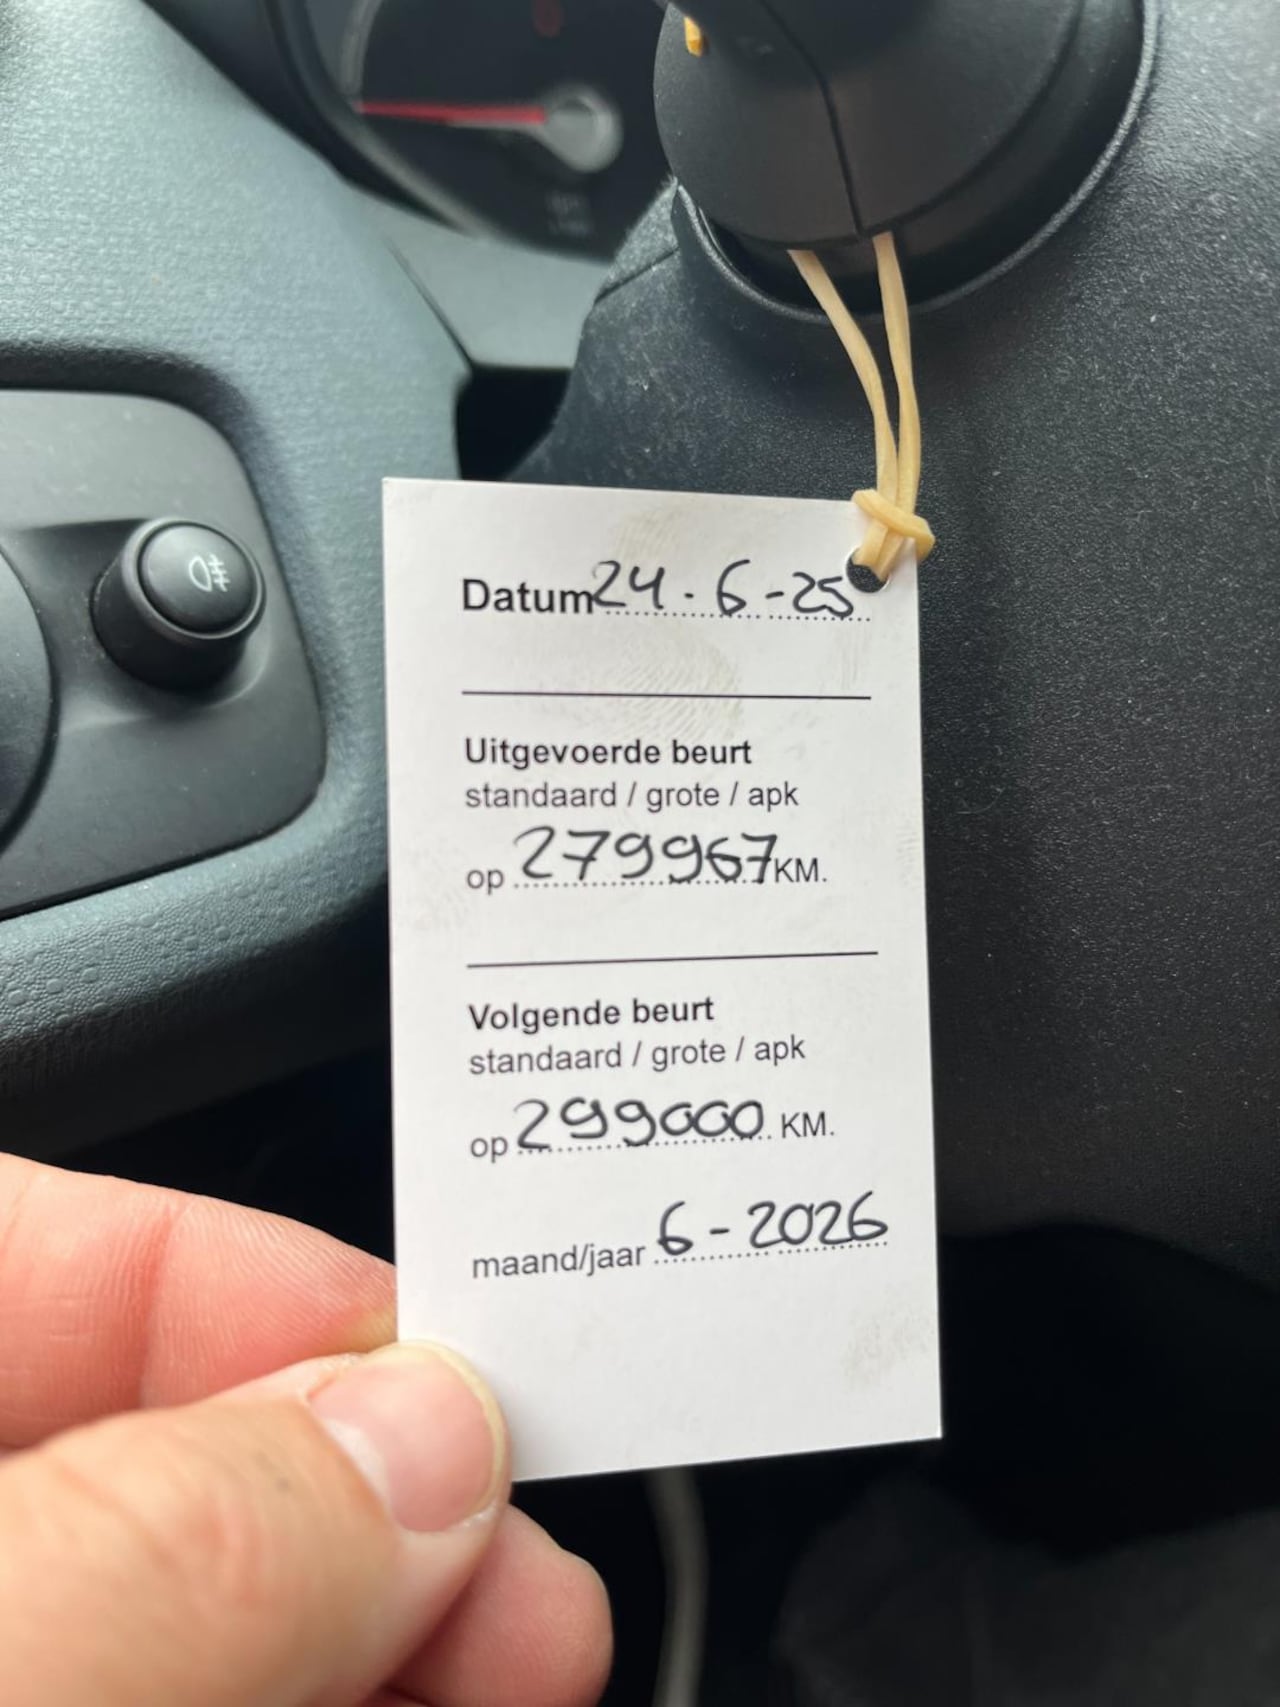 Datum 24-6-25
Uitgevoerde beurt
standaard / grote / apk
op 279967 KM.
Volgende beurt
standaard / grote / apk
op 299000 KM.
maand/jaar 6-2026